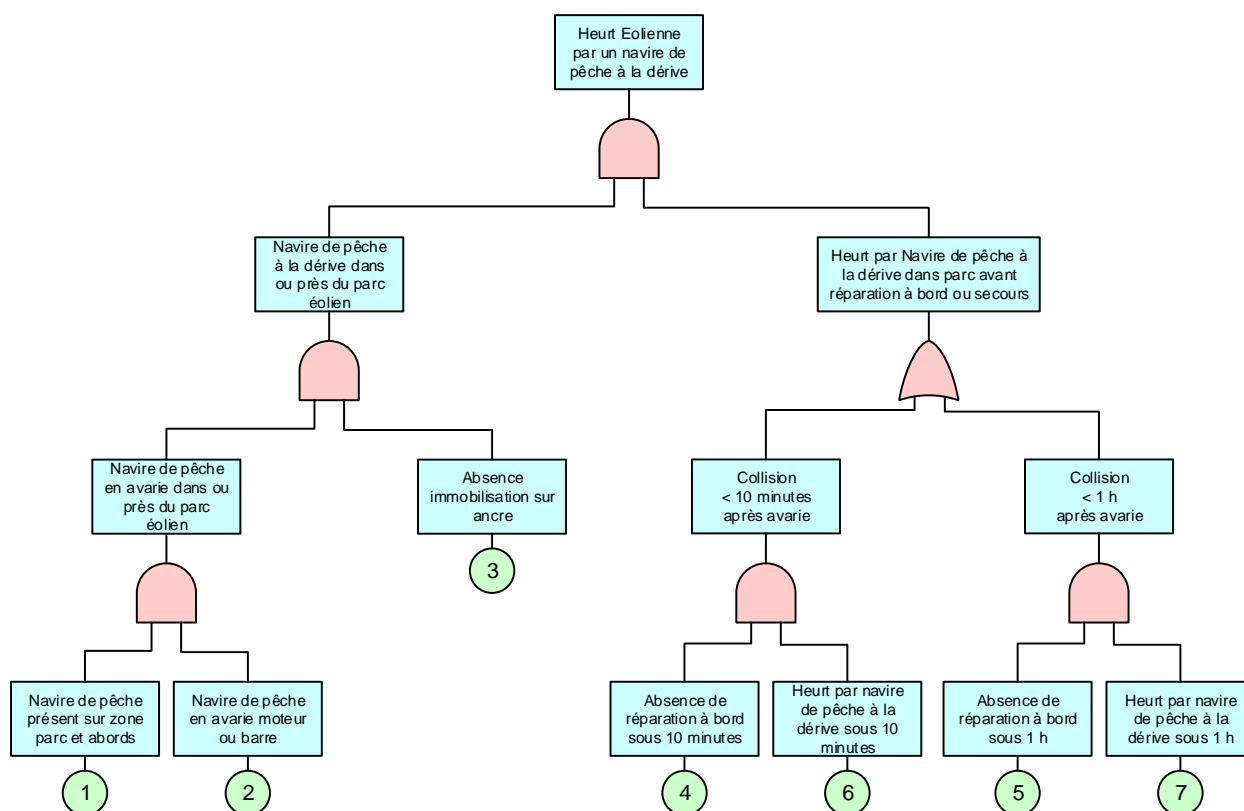 Heurt Eolienne
par un navire de
pêche à la dérive
Navire de pêche
à la dérive dans
ou près du parc
éolien
Heurt par Navire de pêche à
la dérive dans parc avant
réparation à bord ou secours
Navire de pêche
en avarie dans ou
près du parc
éolien
Absence
immobilisation sur
ancre
Collision
< 10 minutes
après avarie
Collision
< 1 h
après avarie
3
Navire de pêche
présent sur zone
parc et abords
Navire de pêche
en avarie moteur
ou barre
Absence de
réparation à bord
sous 10 minutes
Heurt par navire
de pêche à la
dérive sous 10
minutes
Absence de
réparation à bord
sous 1 h
Heurt par navire
de pêche à la
dérive sous 1 h
1
2
4
6
5
7